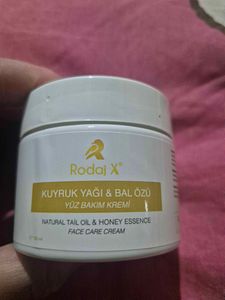 Rodaj X®
KUYRUK YAĞI & BAL ÖZÜ
YÜZ BAKIM KREMİ
NATURAL TAIL OIL & HONEY ESSENCE
FACE CARE CREAM